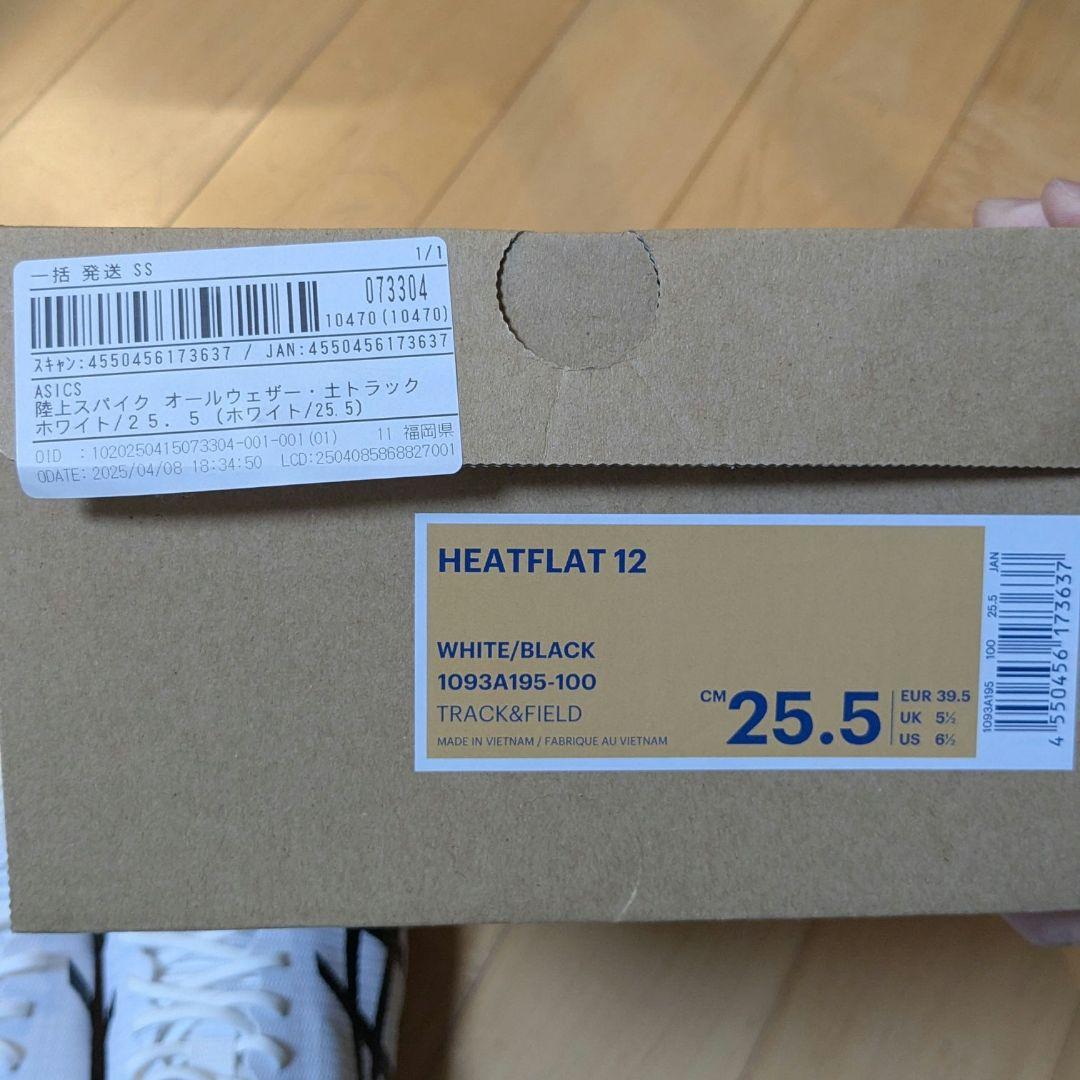 一括 発送 SS
1/1
073304
10470(10470)
スキャン:4550456173637 / JAN:4550456173637
ASICS
陸上スパイク オールウェザー・土トラック
ホワイト/25. 5 (ホワイト/25.5)
OID :1020250415073304-001-001(01) 11 福岡県
ODATE: 2025/04/08 18:34:50 LCD:2504085868827001
HEATFLAT 12
WHITE/BLACK
1093A195-100
TRACK&FIELD
MADE IN VIETNAM / FABRIQUE AU VIETNAM
CM 25.5
EUR 39.5
UK 5½
US 6½
1093A195 100 25.5 JAN
4 550456 173637